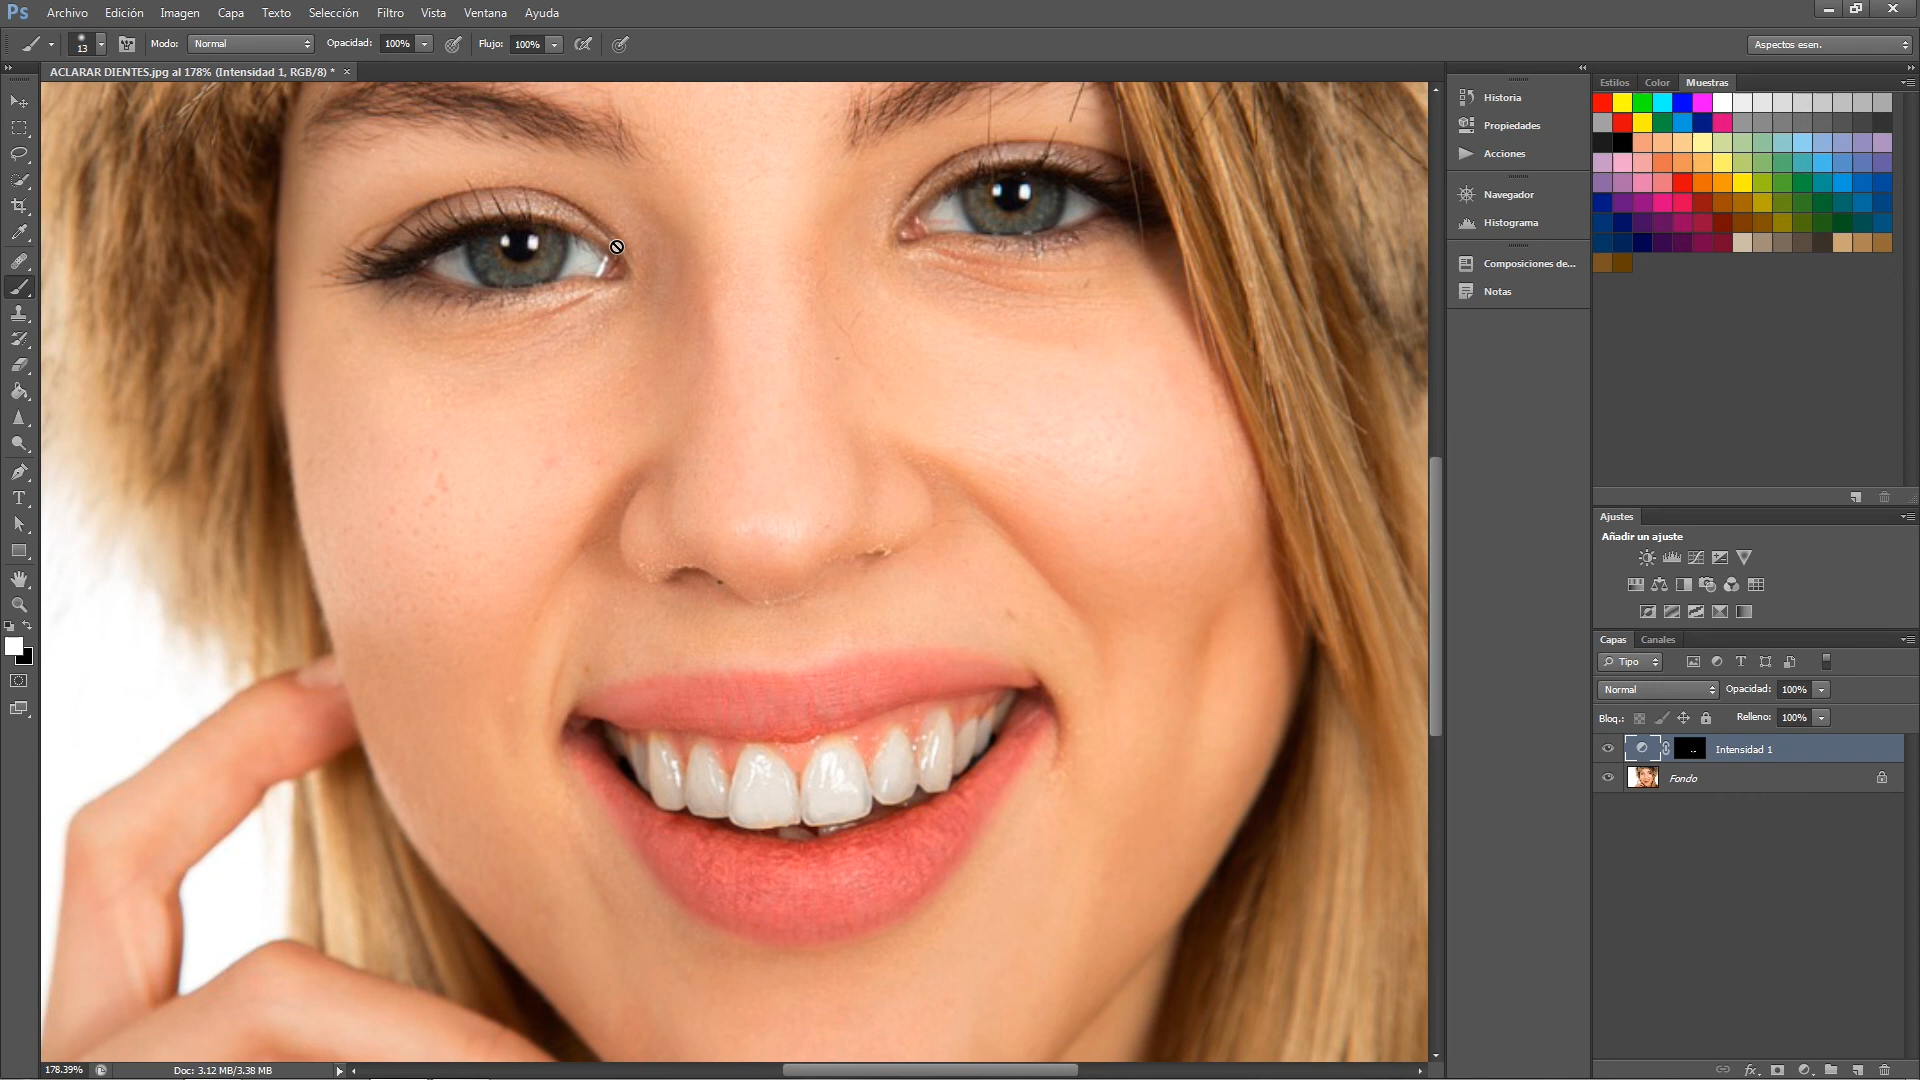 Ps Archivo Edición Imagen Capa Texto Selección Filtro Vista Ventana Ayuda
13 Modo: Normal Opacidad: 100% Flujo: 100% Aspectos esen.
ACLARAR DIENTES.jpg al 178% (Intensidad 1, RGB/8) * ×
Historia
Propiedades
Acciones
Navegador
Histograma
Composiciones de...
Notas
Estilos Color Muestras
Ajustes
Añadir un ajuste
Capas Canales
Tipo
Normal Opacidad: 100%
Bloq.: Relleno: 100%
Intensidad 1
Fondo
178.39% Doc: 3.12 MB/3.38 MB